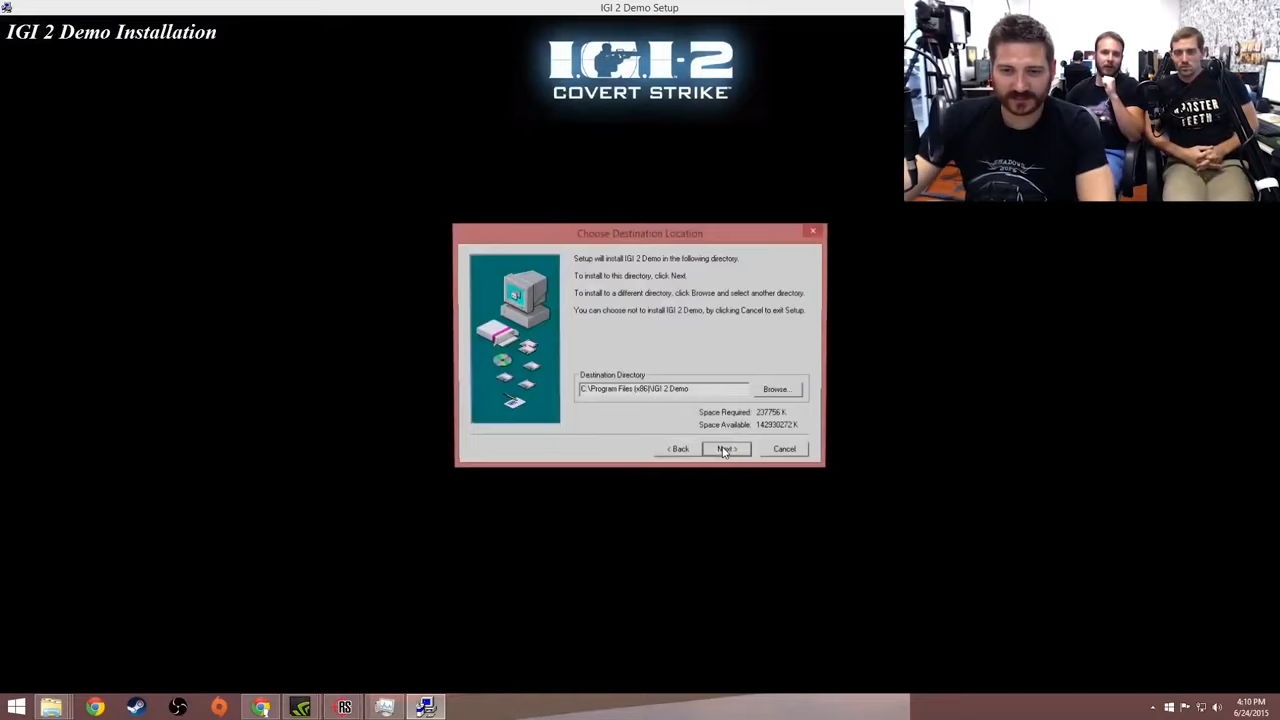 IGI 2 Demo Setup
IGI 2 Demo Installation
I.G.I-2
COVERT STRIKE
Choose Destination Location
Setup will install IGI 2 Demo in the following directory.
To install to this directory, click Next.
To install to a different directory, click Browse and select another directory.
You can choose not to install IGI 2 Demo, by clicking Cancel to exit Setup.
Destination Directory
C:\Program Files (x86)\IGI 2 Demo
Browse...
Space Required: 237756 K
Space Available: 142930272 K
< Back
Next >
Cancel
TEETH
RS
4:10 PM
6/24/2015